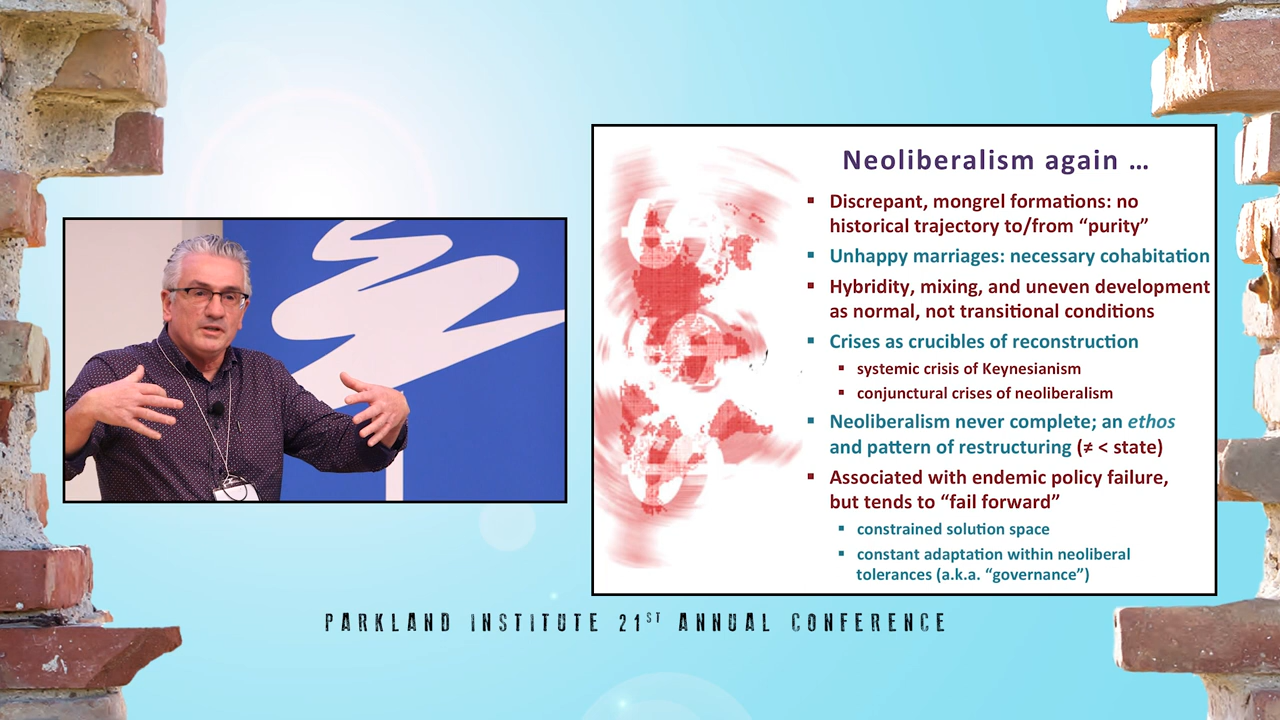 Neoliberalism again …
▪ Discrepant, mongrel formations: no
historical trajectory to/from “purity”
▪ Unhappy marriages: necessary cohabitation
▪ Hybridity, mixing, and uneven development
as normal, not transitional conditions
▪ Crises as crucibles of reconstruction
▪ systemic crisis of Keynesianism
▪ conjunctural crises of neoliberalism
▪ Neoliberalism never complete; an ethos
and pattern of restructuring (≠ < state)
▪ Associated with endemic policy failure,
but tends to “fail forward”
▪ constrained solution space
▪ constant adaptation within neoliberal
tolerances (a.k.a. “governance”)
PARKLAND INSTITUTE 21ST ANNUAL CONFERENCE